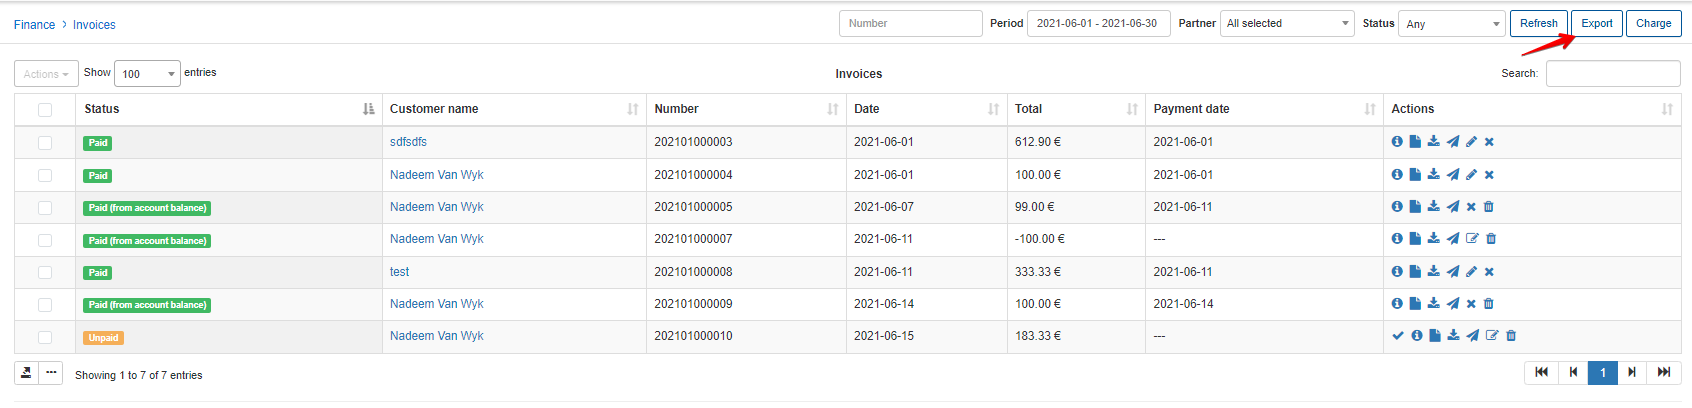 Finance > Invoices Number Period 2021-06-01 - 2021-06-30 Partner All selected Status Any Refresh Export Charge
Actions Show 100 entries Invoices Search:
Status Customer name Number Date Total Payment date Actions
Paid sdfsdfs 202101000003 2021-06-01 612.90 € 2021-06-01
Paid Nadeem Van Wyk 202101000004 2021-06-01 100.00 € 2021-06-01
Paid (from account balance) Nadeem Van Wyk 202101000005 2021-06-07 99.00 € 2021-06-11
Paid (from account balance) Nadeem Van Wyk 202101000007 2021-06-11 -100.00 € ---
Paid test 202101000008 2021-06-11 333.33 € 2021-06-11
Paid (from account balance) Nadeem Van Wyk 202101000009 2021-06-14 100.00 € 2021-06-14
Unpaid Nadeem Van Wyk 202101000010 2021-06-15 183.33 € ---
Showing 1 to 7 of 7 entries 1